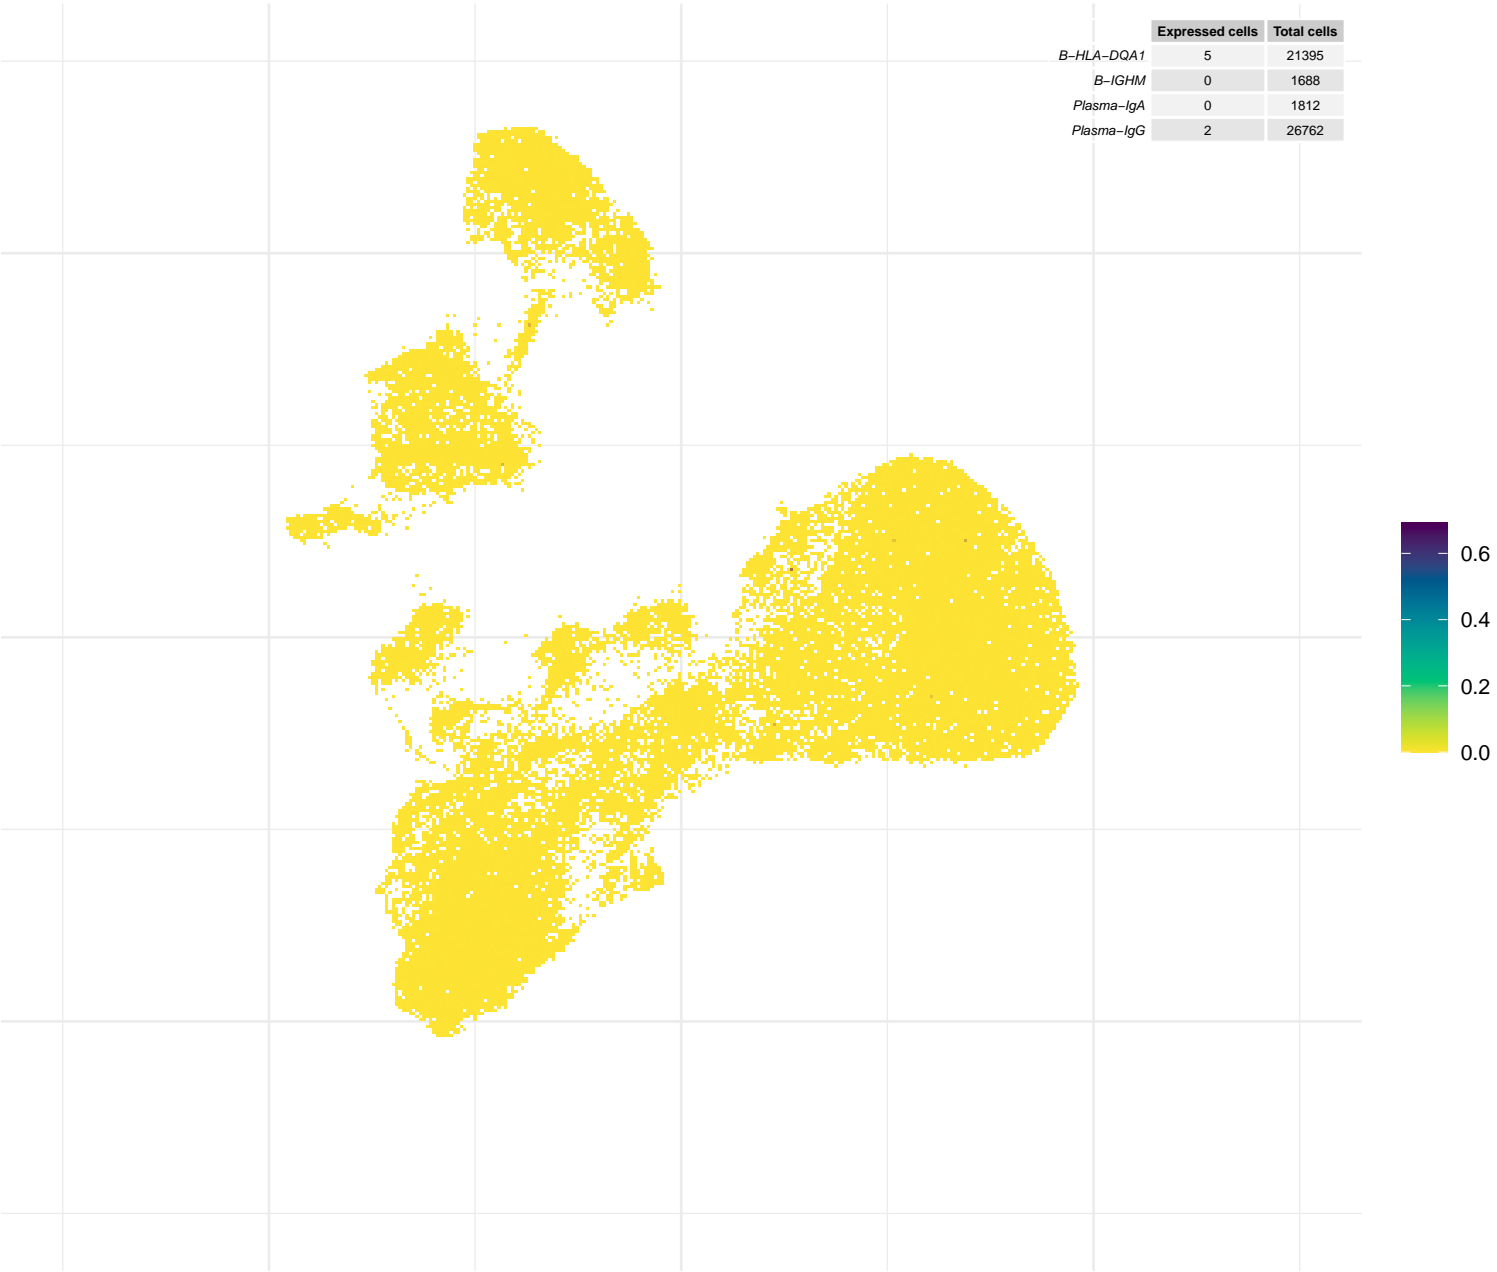 Expressed cells Total cells
B−HLA−DQA1 5 21395
B−IGHM 0 1688
Plasma−IgA 0 1812
Plasma−IgG 2 26762
0.6
0.4
0.2
0.0